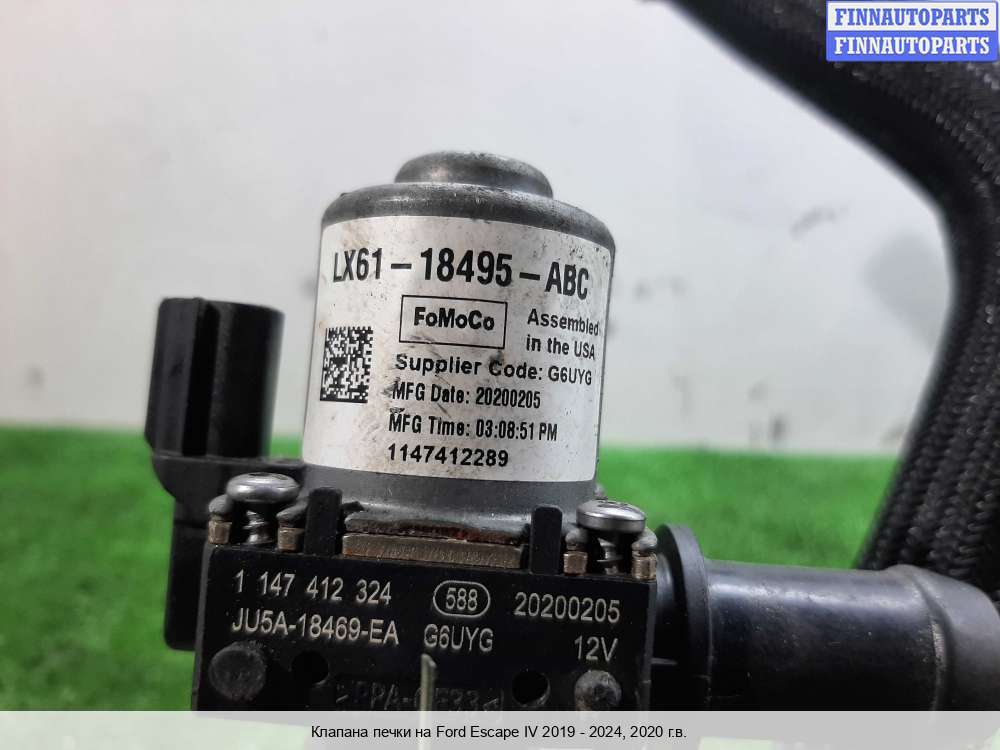 FINNAUTOPARTS
FINNAUTOPARTS
LX61-18495-ABC
FoMoCo
Assembled
in the USA
Supplier Code: G6UYG
MFG Date: 20200205
MFG Time: 03:08:51 PM
1147412289
1 147 412 324 588 20200205
JU5A-18469-EA G6UYG 12V
Клапана печки на Ford Escape IV 2019 - 2024, 2020 г.в.